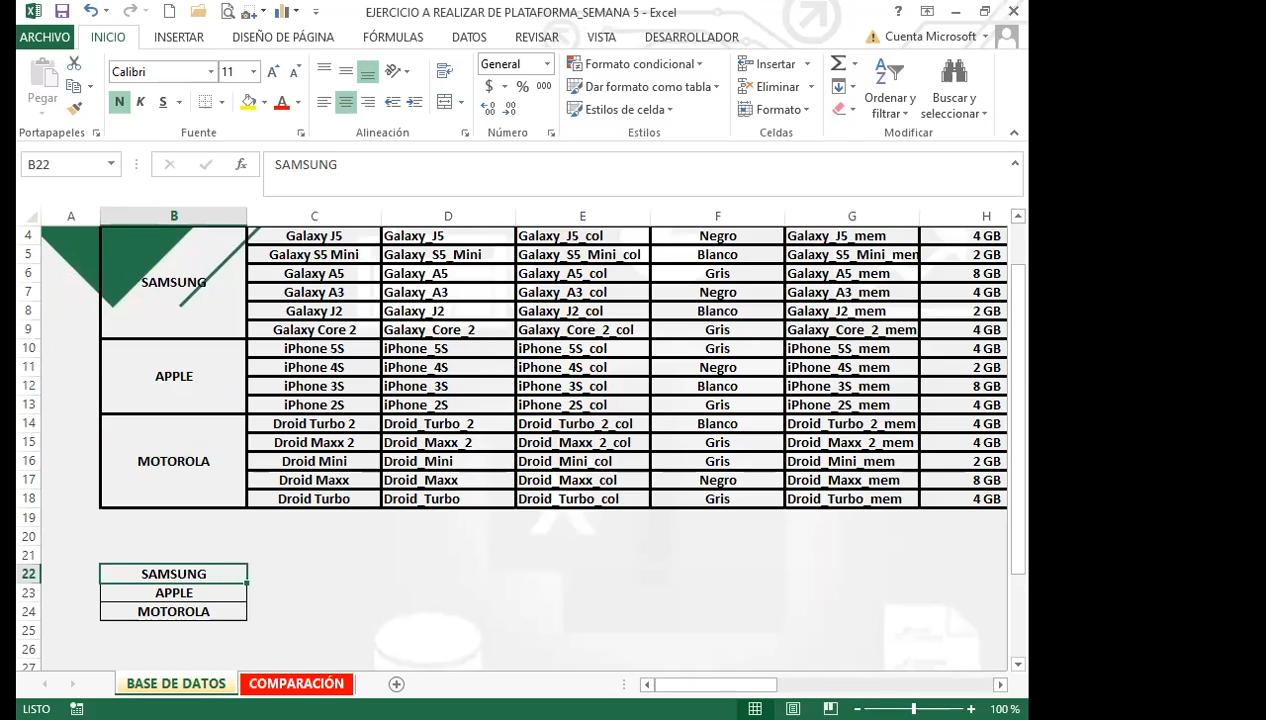 EJERCICIO A REALIZAR DE PLATAFORMA_SEMANA 5 - Excel
ARCHIVO INICIO INSERTAR DISEÑO DE PÁGINA FÓRMULAS DATOS REVISAR VISTA DESARROLLADOR Cuenta Microsoft
Pegar
Calibri 11
N K S A
General
$ % 000
Formato condicional
Dar formato como tabla
Estilos de celda
Insertar
Eliminar
Formato
Ordenar y filtrar
Buscar y seleccionar
Portapapeles Fuente Alineación Número Estilos Celdas Modificar
B22 fx SAMSUNG
A B C D E F G H
4 Galaxy J5 Galaxy_J5 Galaxy_J5_col Negro Galaxy_J5_mem 4 GB
5 Galaxy S5 Mini Galaxy_S5_Mini Galaxy_S5_Mini_col Blanco Galaxy_S5_Mini_mem 2 GB
6 SAMSUNG Galaxy A5 Galaxy_A5 Galaxy_A5_col Gris Galaxy_A5_mem 8 GB
7 Galaxy A3 Galaxy_A3 Galaxy_A3_col Negro Galaxy_A3_mem 4 GB
8 Galaxy J2 Galaxy_J2 Galaxy_J2_col Blanco Galaxy_J2_mem 2 GB
9 Galaxy Core 2 Galaxy_Core_2 Galaxy_Core_2_col Gris Galaxy_Core_2_mem 4 GB
10 iPhone 5S iPhone_5S iPhone_5S_col Gris iPhone_5S_mem 4 GB
11 APPLE iPhone 4S iPhone_4S iPhone_4S_col Negro iPhone_4S_mem 2 GB
12 iPhone 3S iPhone_3S iPhone_3S_col Blanco iPhone_3S_mem 8 GB
13 iPhone 2S iPhone_2S iPhone_2S_col Gris iPhone_2S_mem 4 GB
14 Droid Turbo 2 Droid_Turbo_2 Droid_Turbo_2_col Blanco Droid_Turbo_2_mem 4 GB
15 Droid Maxx 2 Droid_Maxx_2 Droid_Maxx_2_col Gris Droid_Maxx_2_mem 4 GB
16 MOTOROLA Droid Mini Droid_Mini Droid_Mini_col Gris Droid_Mini_mem 2 GB
17 Droid Maxx Droid_Maxx Droid_Maxx_col Negro Droid_Maxx_mem 8 GB
18 Droid Turbo Droid_Turbo Droid_Turbo_col Gris Droid_Turbo_mem 4 GB
19
20
21
22 SAMSUNG
23 APPLE
24 MOTOROLA
25
26
27
BASE DE DATOS COMPARACIÓN
LISTO 100 %